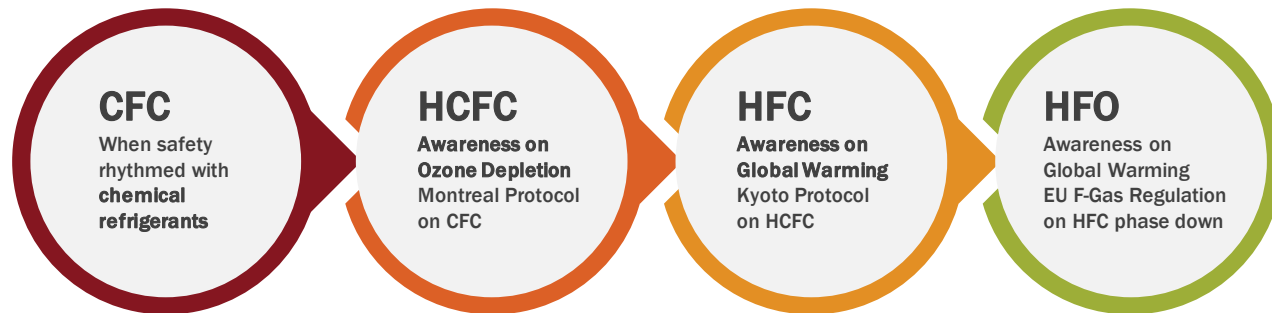 CFC
When safety
rhythmed with
chemical
refrigerants
HCFC
Awareness on
Ozone Depletion
Montreal Protocol
on CFC
HFC
Awareness on
Global Warming
Kyoto Protocol
on HCFC
HFO
Awareness on
Global Warming
EU F-Gas Regulation
on HFC phase down